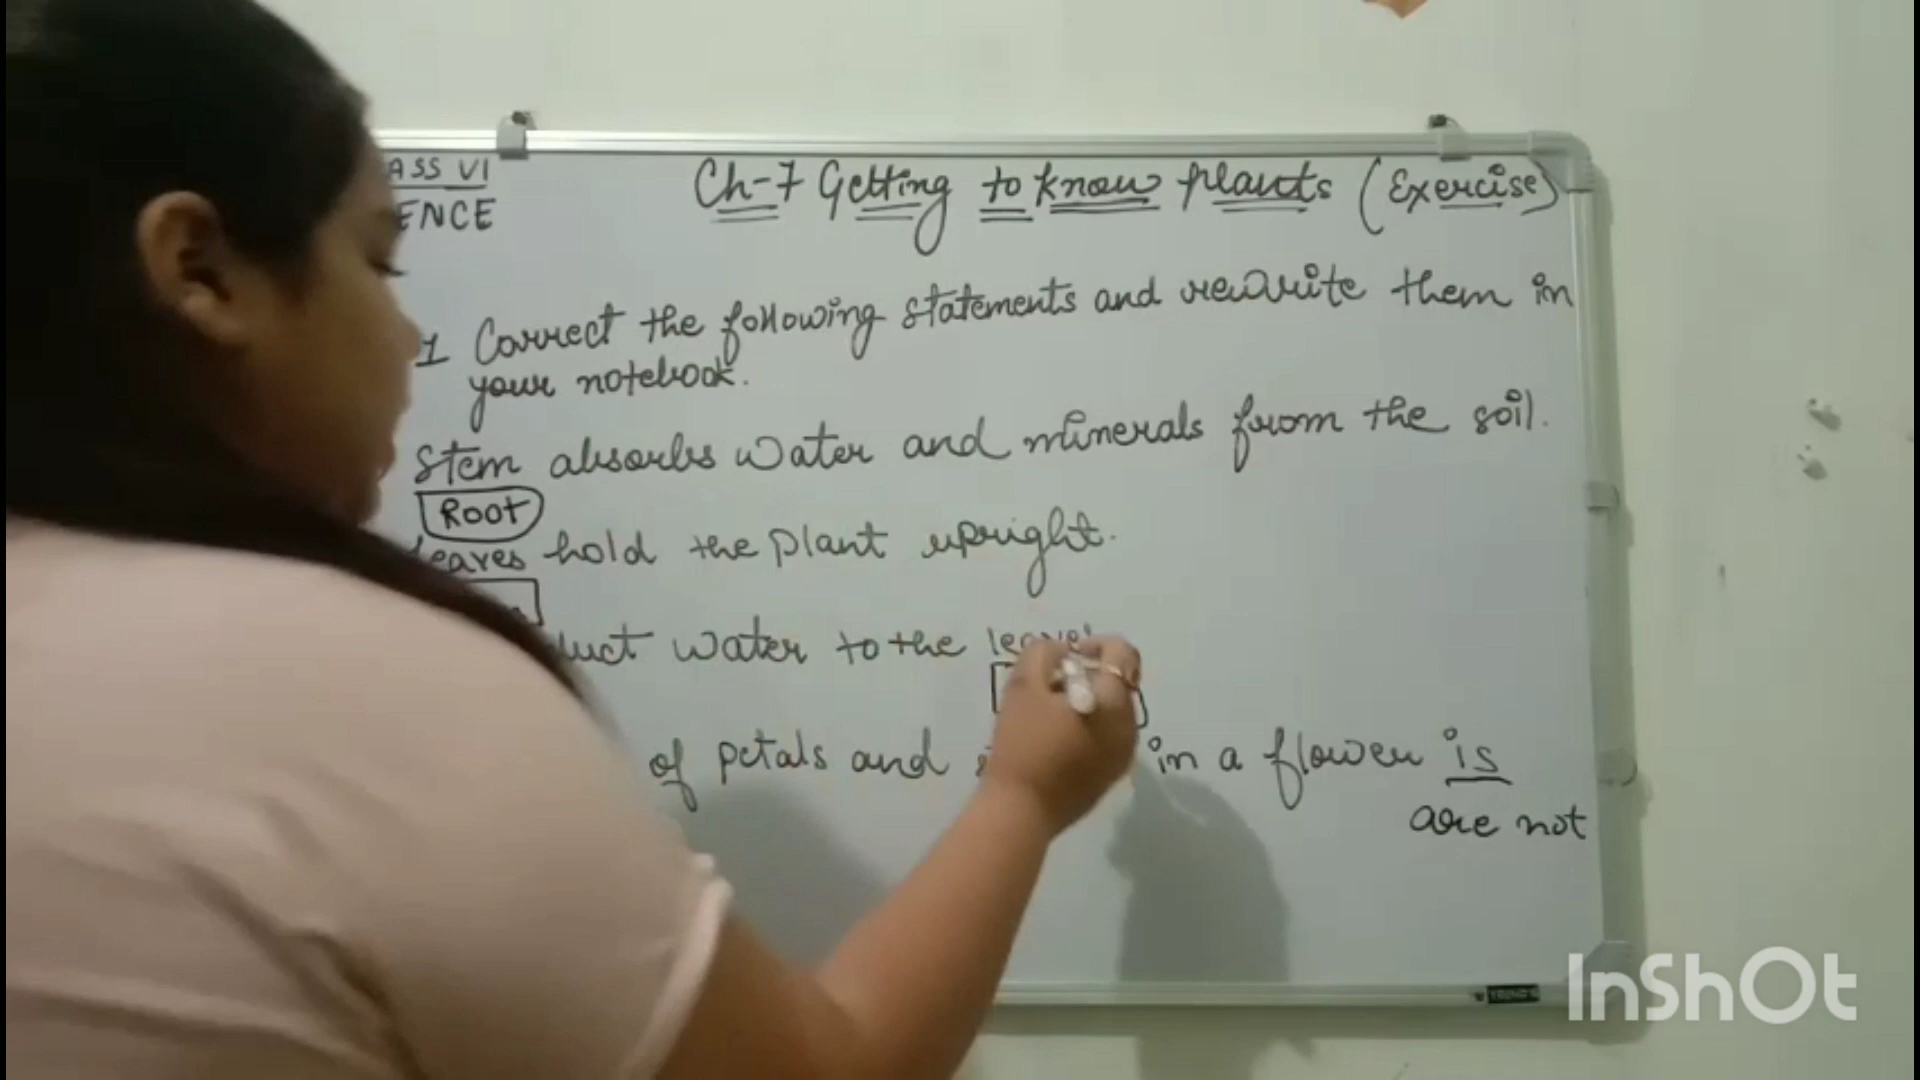 ASS VI
ENCE
Ch-7 Getting to know plants (Exercise)
1 Correct the following statements and rewrite them in
your notebook.
Stem absorbs water and minerals from the soil.
Root
leaves hold the plant upright.
duct water to the leaves
of petals and in a flower is
are not
InShOt